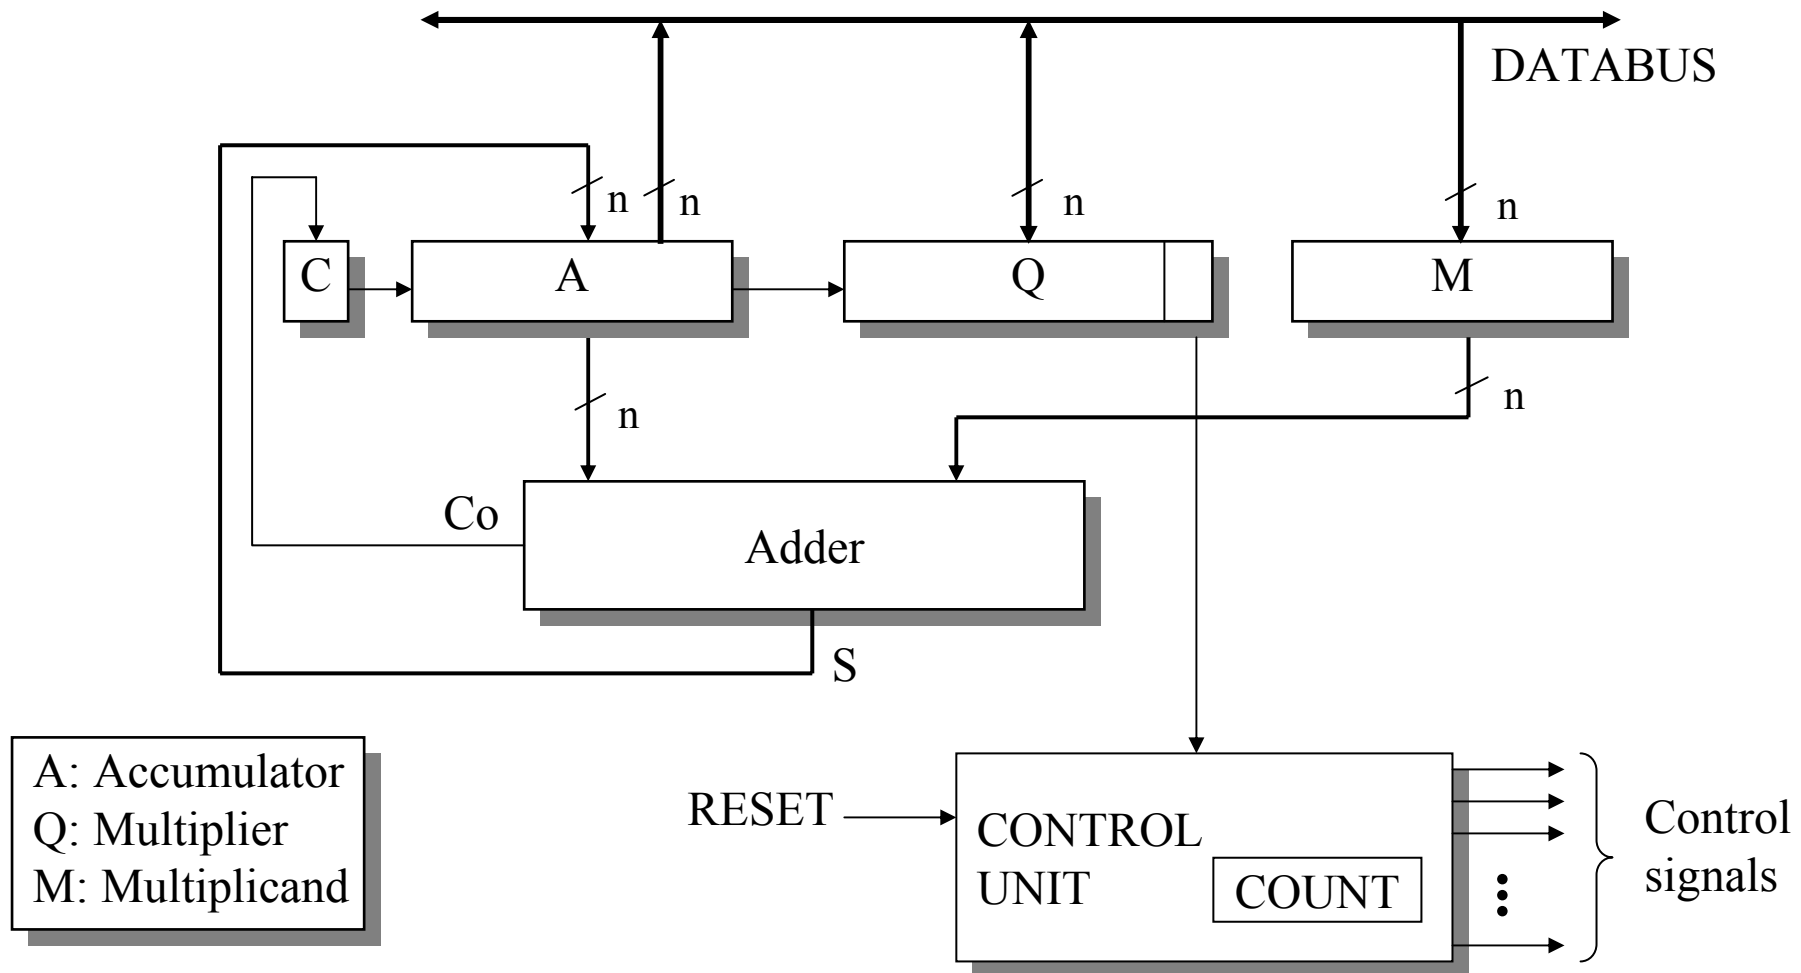 DATABUS
n
n
n
n
C
A
Q
M
n
n
Co
Adder
S
A: Accumulator
Q: Multiplier
M: Multiplicand
RESET
CONTROL
UNIT
COUNT
Control
signals